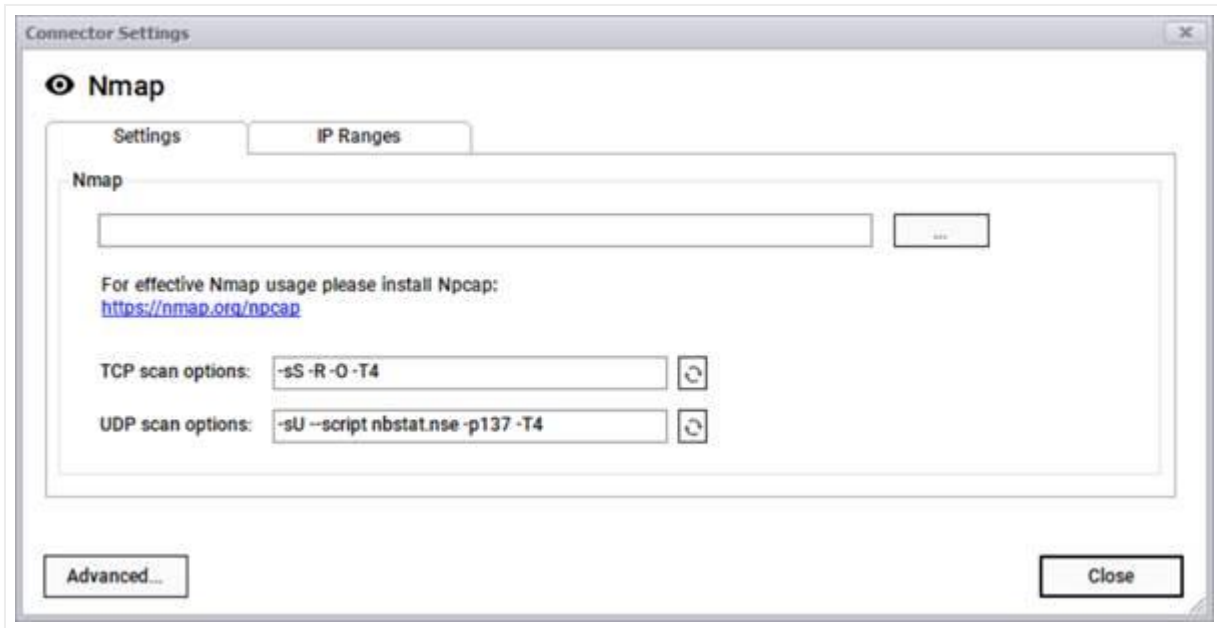 Connector Settings
Nmap
Settings
IP Ranges
Nmap
...
For effective Nmap usage please install Npcap:
https://nmap.org/npcap
TCP scan options: -sS -R -O -T4
UDP scan options: -sU --script nbstat.nse -p137 -T4
Advanced...
Close